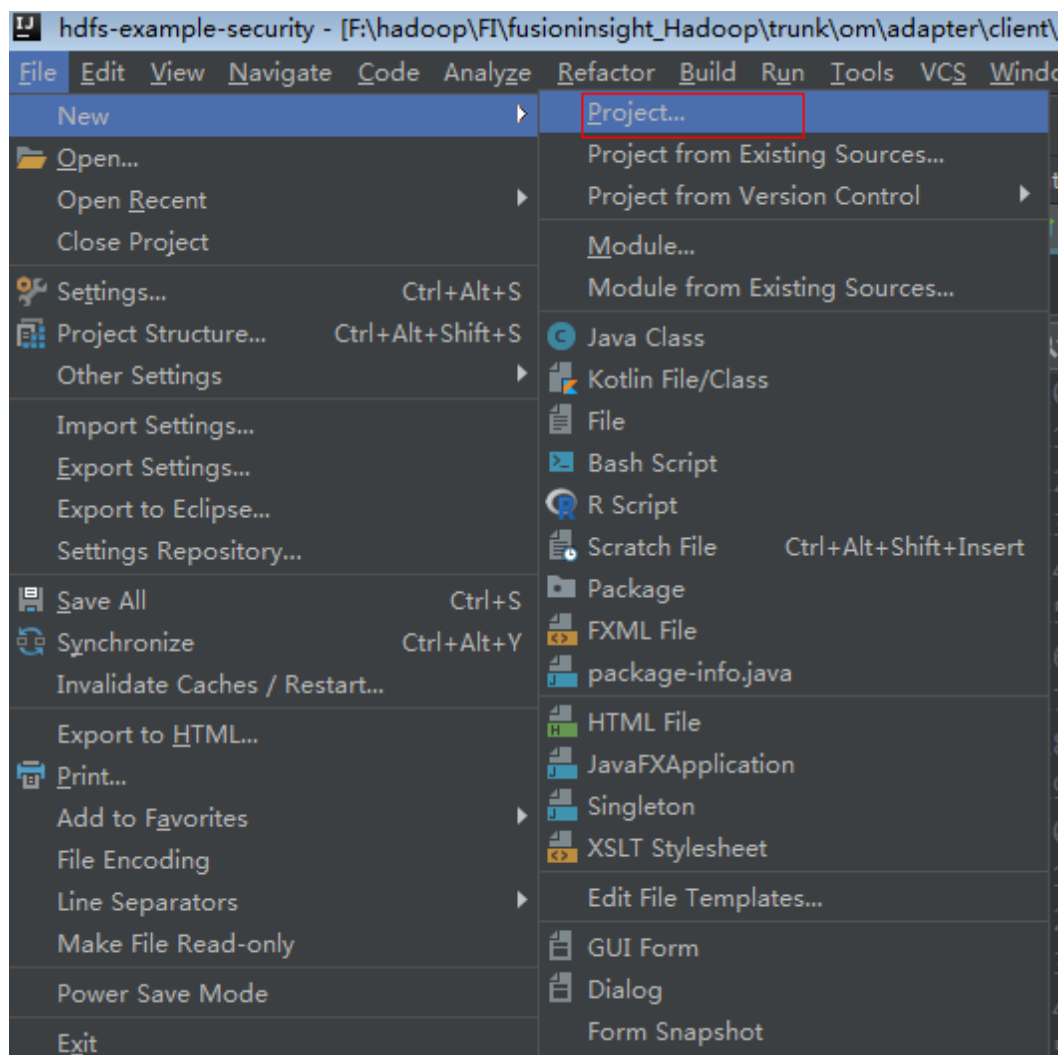 hdfs-example-security - [F:\hadoop\FI\fusioninsight_Hadoop\trunk\om\adapter\client\
File Edit View Navigate Code Analyze Refactor Build Run Tools VCS Windo
New
Open...
Open Recent
Close Project
Settings... Ctrl+Alt+S
Project Structure... Ctrl+Alt+Shift+S
Other Settings
Import Settings...
Export Settings...
Export to Eclipse...
Settings Repository...
Save All Ctrl+S
Synchronize Ctrl+Alt+Y
Invalidate Caches / Restart...
Export to HTML...
Print...
Add to Favorites
File Encoding
Line Separators
Make File Read-only
Power Save Mode
Exit
Project...
Project from Existing Sources...
Project from Version Control
Module...
Module from Existing Sources...
Java Class
Kotlin File/Class
File
Bash Script
R Script
Scratch File Ctrl+Alt+Shift+Insert
Package
FXML File
package-info.java
HTML File
JavaFXApplication
Singleton
XSLT Stylesheet
Edit File Templates...
GUI Form
Dialog
Form Snapshot